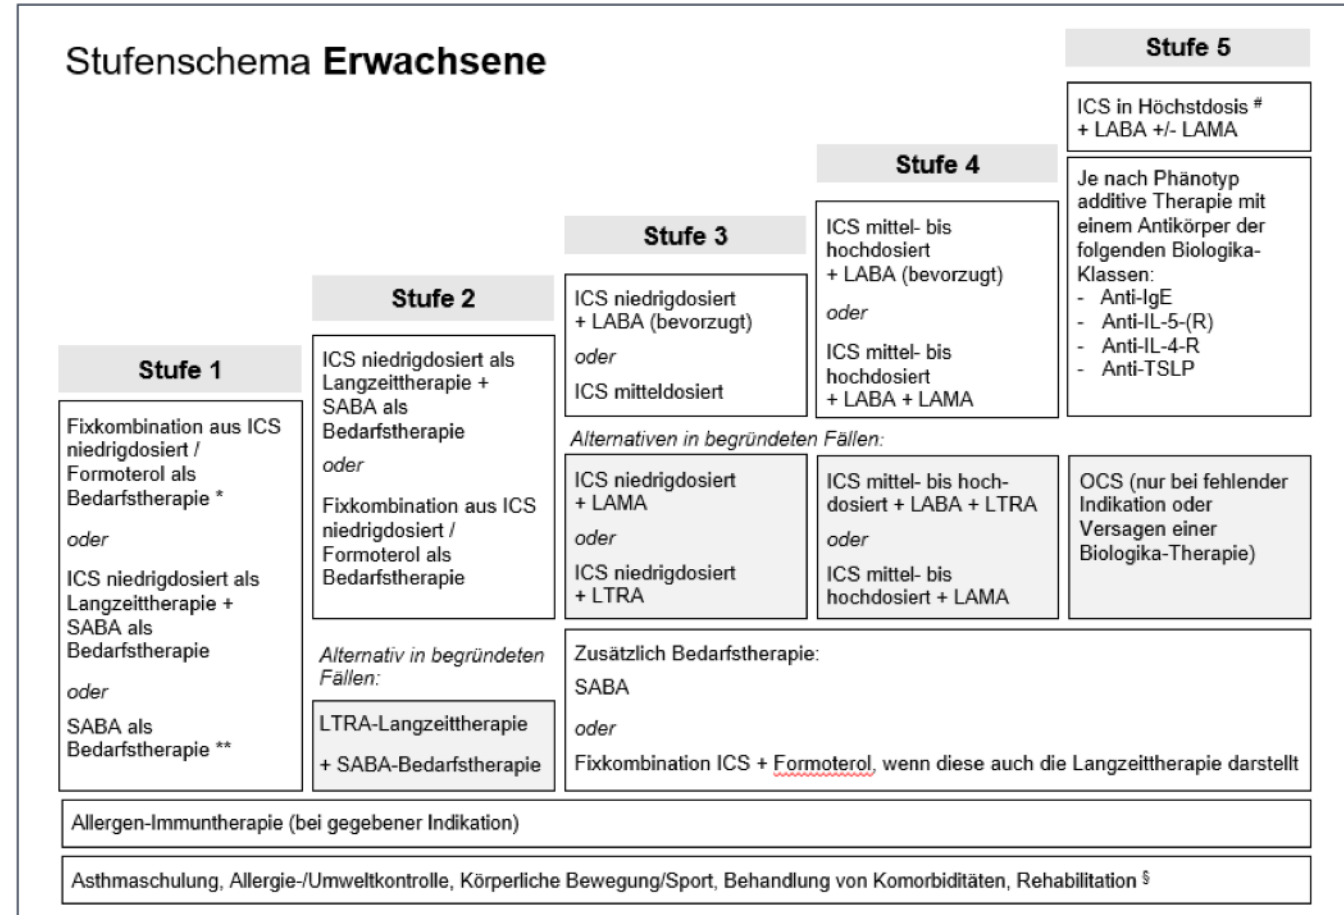 Stufenschema Erwachsene
Stufe 1
Fixkombination aus ICS
niedrigdosiert /
Formoterol als
Bedarfstherapie *
oder
ICS niedrigdosiert als
Langzeittherapie +
SABA als
Bedarfstherapie
oder
SABA als
Bedarfstherapie **
Stufe 2
ICS niedrigdosiert als
Langzeittherapie +
SABA als
Bedarfstherapie
oder
Fixkombination aus ICS
niedrigdosiert /
Formoterol als
Bedarfstherapie
Alternativ in begründeten
Fällen:
LTRA-Langzeittherapie
+ SABA-Bedarfstherapie
Stufe 3
ICS niedrigdosiert
+ LABA (bevorzugt)
oder
ICS mitteldosiert
Alternativen in begründeten Fällen:
ICS niedrigdosiert
+ LAMA
oder
ICS niedrigdosiert
+ LTRA
Stufe 4
ICS mittel- bis
hochdosiert
+ LABA (bevorzugt)
oder
ICS mittel- bis
hochdosiert
+ LABA + LAMA
ICS mittel- bis hoch-
dosiert + LABA + LTRA
oder
ICS mittel- bis
hochdosiert + LAMA
Stufe 5
ICS in Höchstdosis #
+ LABA +/- LAMA
Je nach Phänotyp
additive Therapie mit
einem Antikörper der
folgenden Biologika-
Klassen:
- Anti-IgE
- Anti-IL-5-(R)
- Anti-IL-4-R
- Anti-TSLP
OCS (nur bei fehlender
Indikation oder
Versagen einer
Biologika-Therapie)
Zusätzlich Bedarfstherapie:
SABA
oder
Fixkombination ICS + Formoterol, wenn diese auch die Langzeittherapie darstellt
Allergen-Immuntherapie (bei gegebener Indikation)
Asthmaschulung, Allergie-/Umweltkontrolle, Körperliche Bewegung/Sport, Behandlung von Komorbiditäten, Rehabilitation §